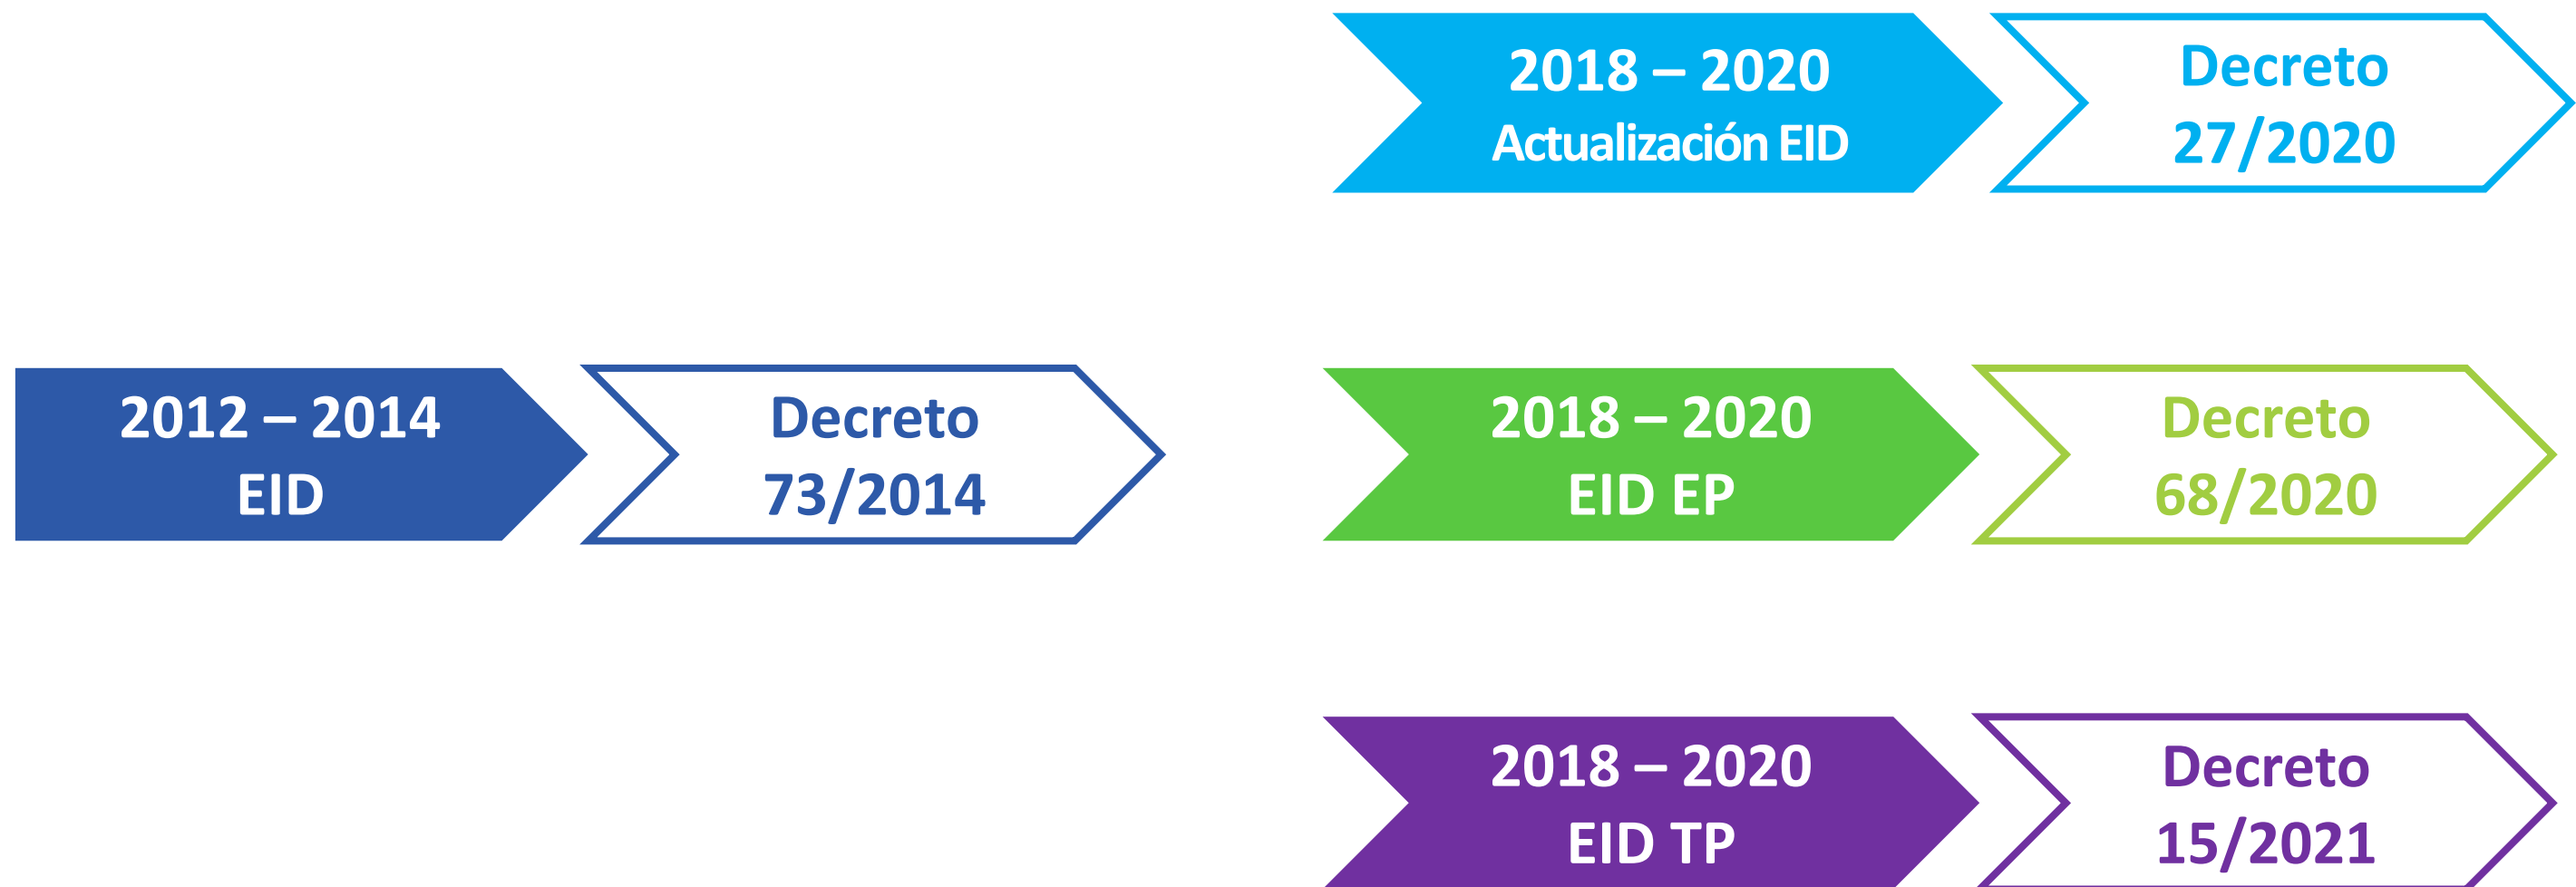 2018 – 2020
Actualización EID
Decreto
27/2020
2012 – 2014
EID
Decreto
73/2014
2018 – 2020
EID EP
Decreto
68/2020
2018 – 2020
EID TP
Decreto
15/2021